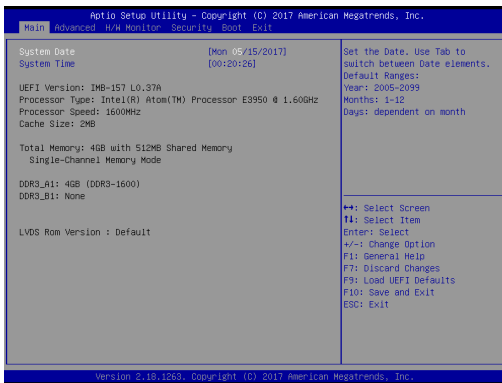 Aptio Setup Utility – Copyright (C) 2017 American Megatrends, Inc.
Main Advanced H/W Monitor Security Boot Exit
System Date [Mon 05/15/2017]
System Time [00:20:26]
UEFI Version: IMB-157 L0.37A
Processor Type: Intel(R) Atom(TM) Processor E3950 @ 1.60GHz
Processor Speed: 1600MHz
Cache Size: 2MB
Total Memory: 4GB with 512MB Shared Memory
Single-Channel Memory Mode
DDR3_A1: 4GB (DDR3-1600)
DDR3_B1: None
LVDS Rom Version : Default
Set the Date. Use Tab to
switch between Date elements.
Default Ranges:
Year: 2005-2099
Months: 1-12
Days: dependent on month
↔: Select Screen
↑↓: Select Item
Enter: Select
+/-: Change Option
F1: General Help
F7: Discard Changes
F9: Load UEFI Defaults
F10: Save and Exit
ESC: Exit
Version 2.18.1263. Copyright (C) 2017 American Megatrends, Inc.